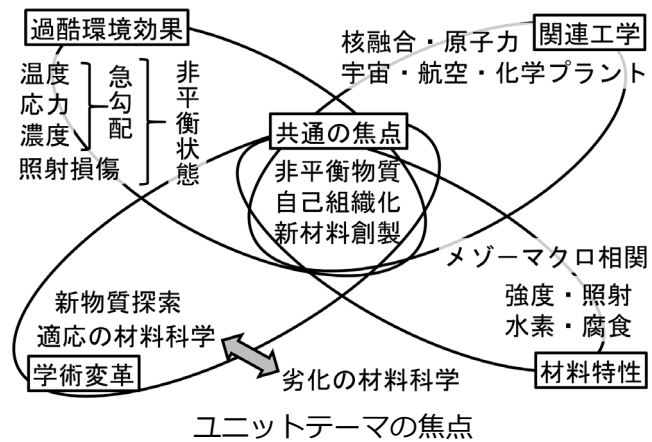 過酷環境効果
温度
応力
濃度
急勾配
非平衡状態
照射損傷
関連工学
核融合・原子力
宇宙・航空・化学プラント
共通の焦点
非平衡物質
自己組織化
新材料創製
メゾーマクロ相関
強度・照射
水素・腐食
材料特性
新物質探索
適応の材料科学
学術変革
劣化の材料科学
ユニットテーマの焦点